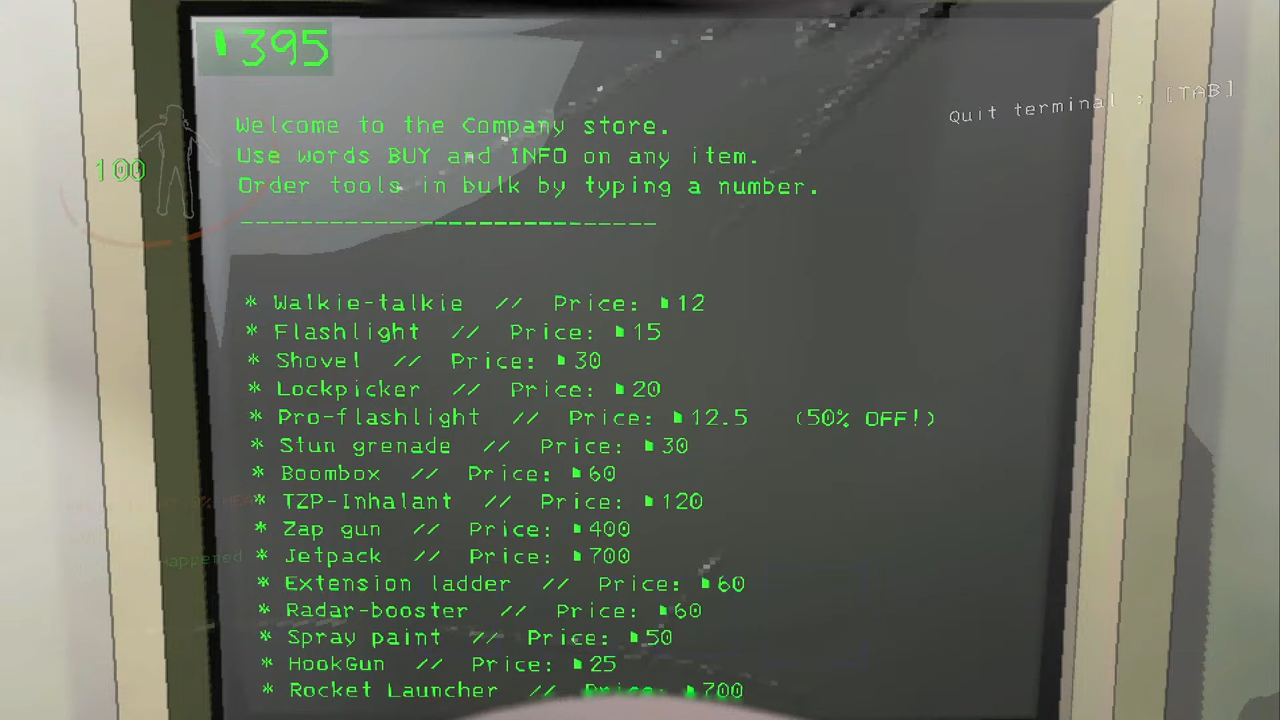 ▮395
Quit terminal : [TAB]
Welcome to the Company store.
100
Use words BUY and INFO on any item.
Order tools in bulk by typing a number.
----------------------------
* Walkie-talkie // Price: ▮12
* Flashlight // Price: ▮15
* Shovel // Price: ▮30
* Lockpicker // Price: ▮20
* Pro-flashlight // Price: ▮12.5 (50% OFF!)
* Stun grenade // Price: ▮30
* Boombox // Price: ▮60
* TZP-Inhalant // Price: ▮120
* Zap gun // Price: ▮400
* Jetpack // Price: ▮700
happened
* Extension ladder // Price: ▮60
* Radar-booster // Price: ▮60
* Spray paint // Price: ▮50
* HookGun // Price: ▮25
* Rocket Launcher // Price: ▮700